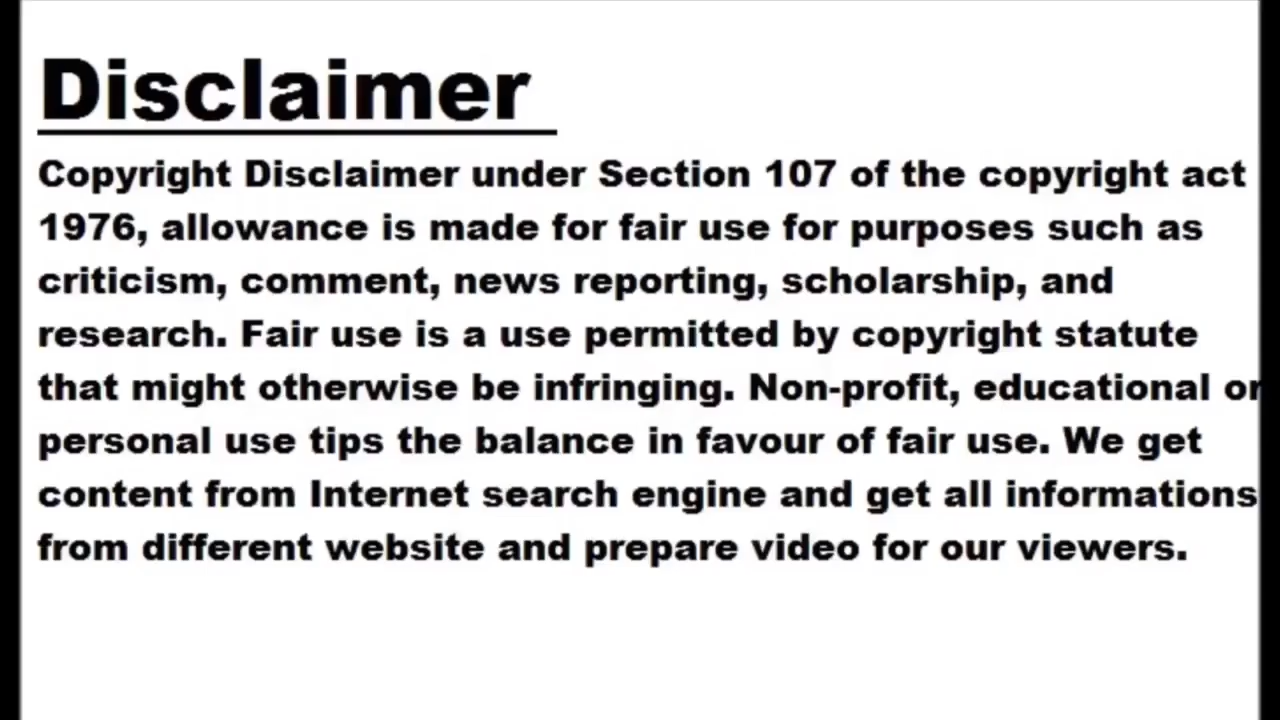 Disclaimer
Copyright Disclaimer under Section 107 of the copyright act
1976, allowance is made for fair use for purposes such as
criticism, comment, news reporting, scholarship, and
research. Fair use is a use permitted by copyright statute
that might otherwise be infringing. Non-profit, educational or
personal use tips the balance in favour of fair use. We get
content from Internet search engine and get all informations
from different website and prepare video for our viewers.